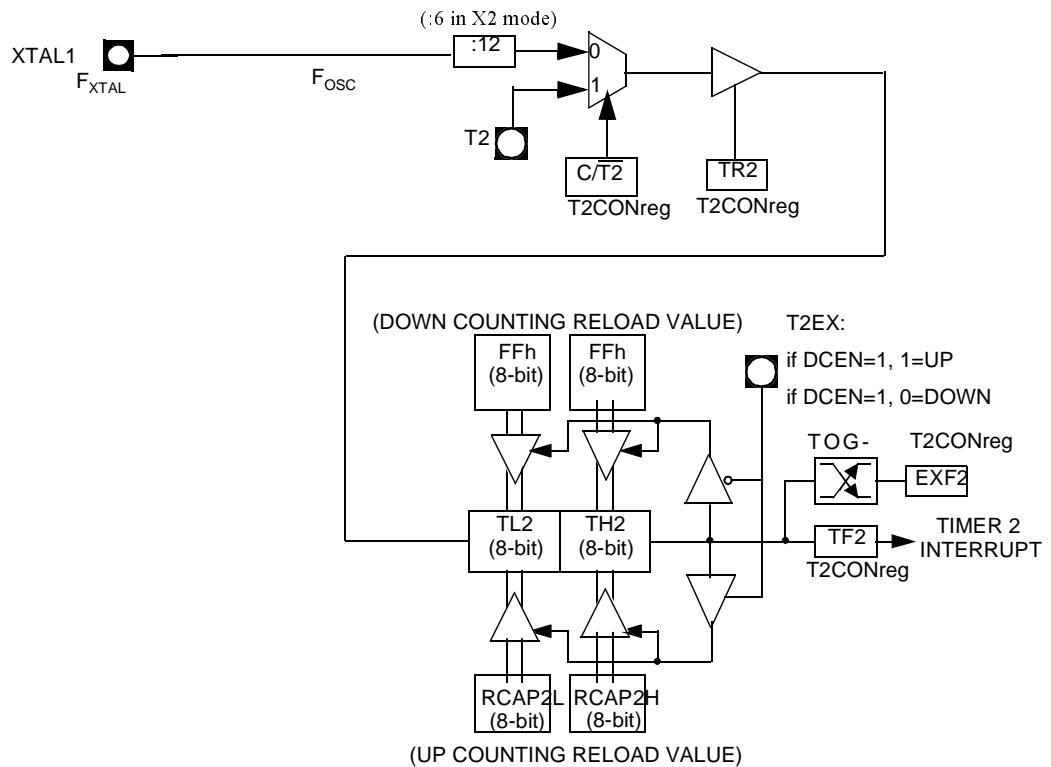 (:6 in X2 mode)
XTAL1
:12
0
FXTAL
FOSC
1
T2
C/T2
TR2
T2CONreg
T2CONreg
(DOWN COUNTING RELOAD VALUE)
T2EX:
if DCEN=1, 1=UP
if DCEN=1, 0=DOWN
FFh
(8-bit)
FFh
(8-bit)
TOG-
T2CONreg
EXF2
TL2
(8-bit)
TH2
(8-bit)
TF2
TIMER 2
INTERRUPT
T2CONreg
RCAP2L
(8-bit)
RCAP2H
(8-bit)
(UP COUNTING RELOAD VALUE)